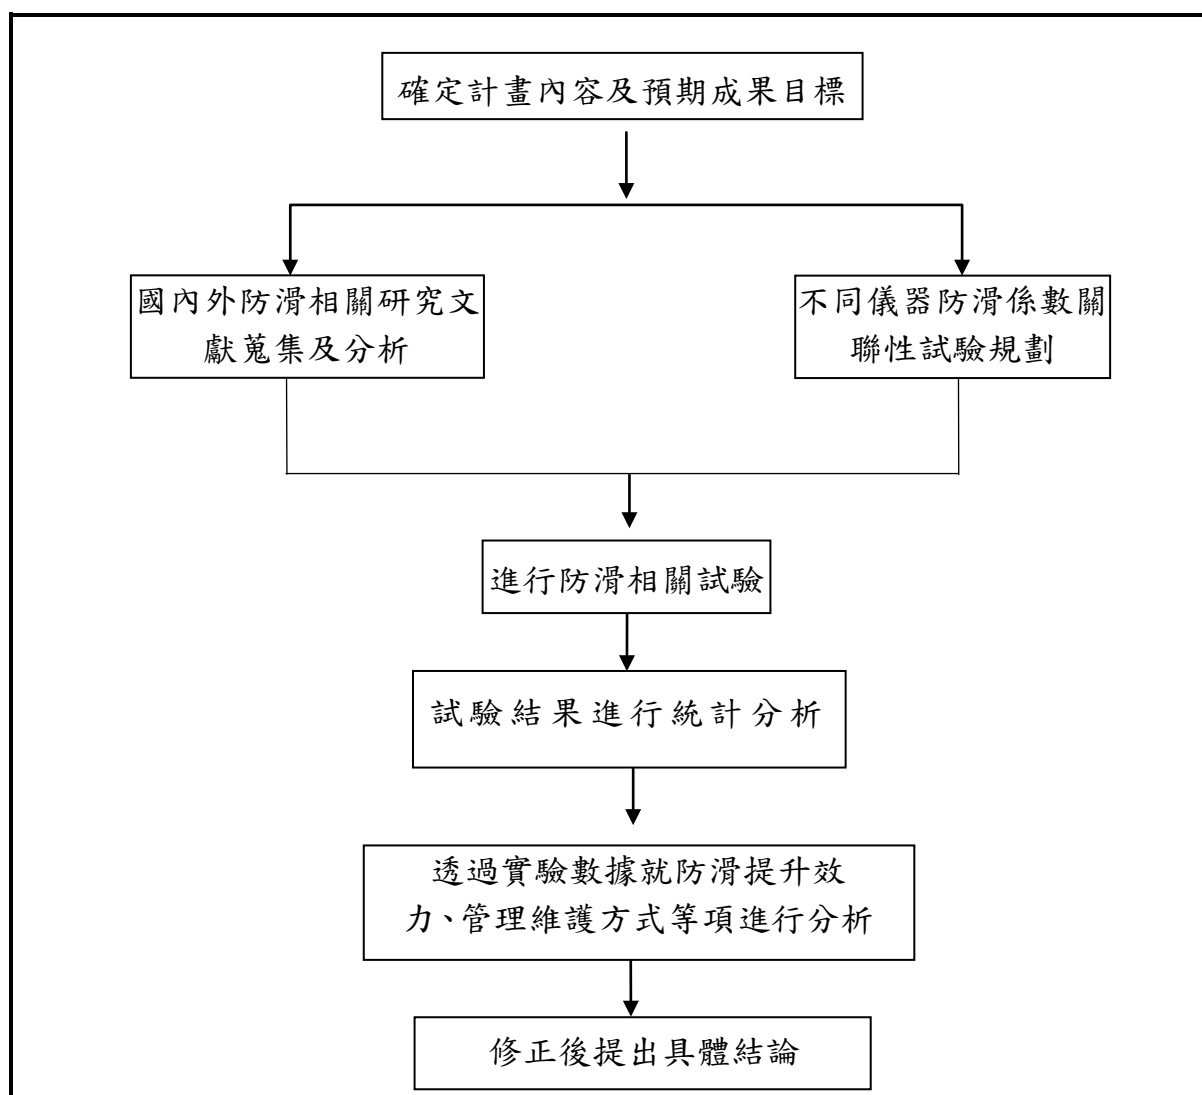 確定計畫內容及預期成果目標
國內外防滑相關研究文
獻蒐集及分析
不同儀器防滑係數關
聯性試驗規劃
進行防滑相關試驗
試驗結果進行統計分析
透過實驗數據就防滑提升效
力、管理維護方式等項進行分析
修正後提出具體結論